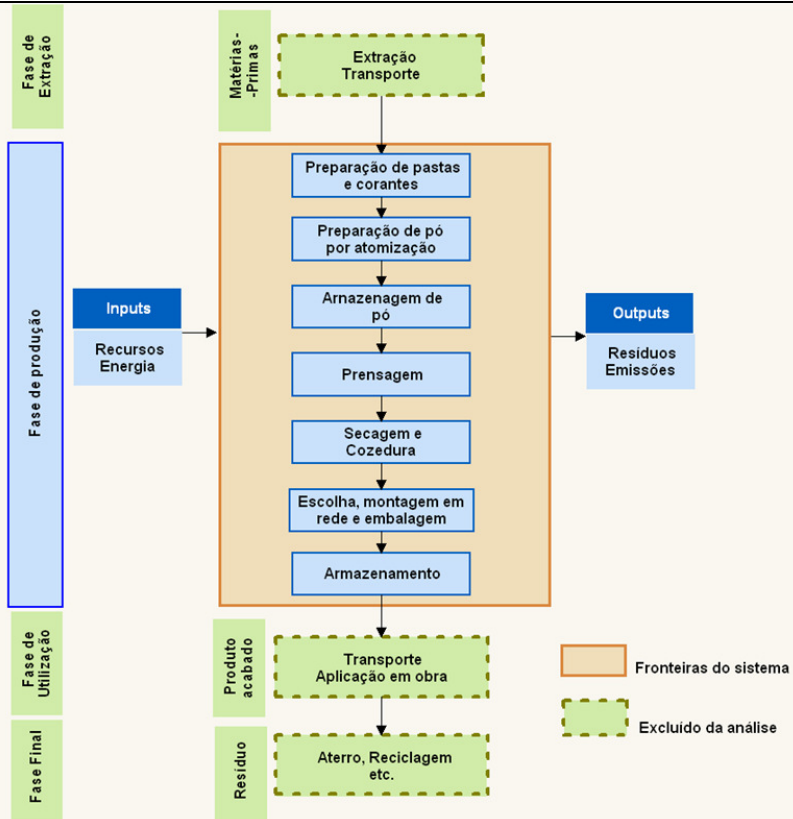 Fase de
Extração
Matérias-
-Primas
Extração
Transporte
Fase de produção
Preparação de pastas
e corantes
Preparação de pó
por atomização
Inputs
Recursos
Energia
Arnazenagem de
pó
Outputs
Resíduos
Emissões
Prensagem
Secagem e
Cozedura
Escolha, montagem em
rede e embalagem
Armazenamento
Fase de
Utilização
Produto
acabado
Transporte
Aplicação em obra
Fronteiras do sistema
Excluído da análise
Fase Final
Resíduo
Aterro, Reciclagem
etc.